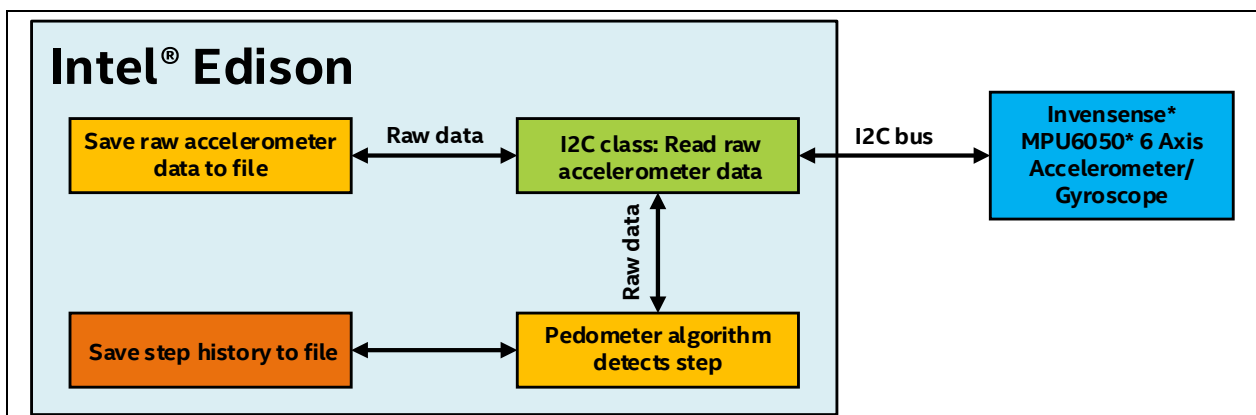 Intel® Edison
Save raw accelerometer
data to file
Raw data
I2C class: Read raw
accelerometer data
I2C bus
Invensense*
MPU6050* 6 Axis
Accelerometer/
Gyroscope
Raw data
Save step history to file
Pedometer algorithm
detects step